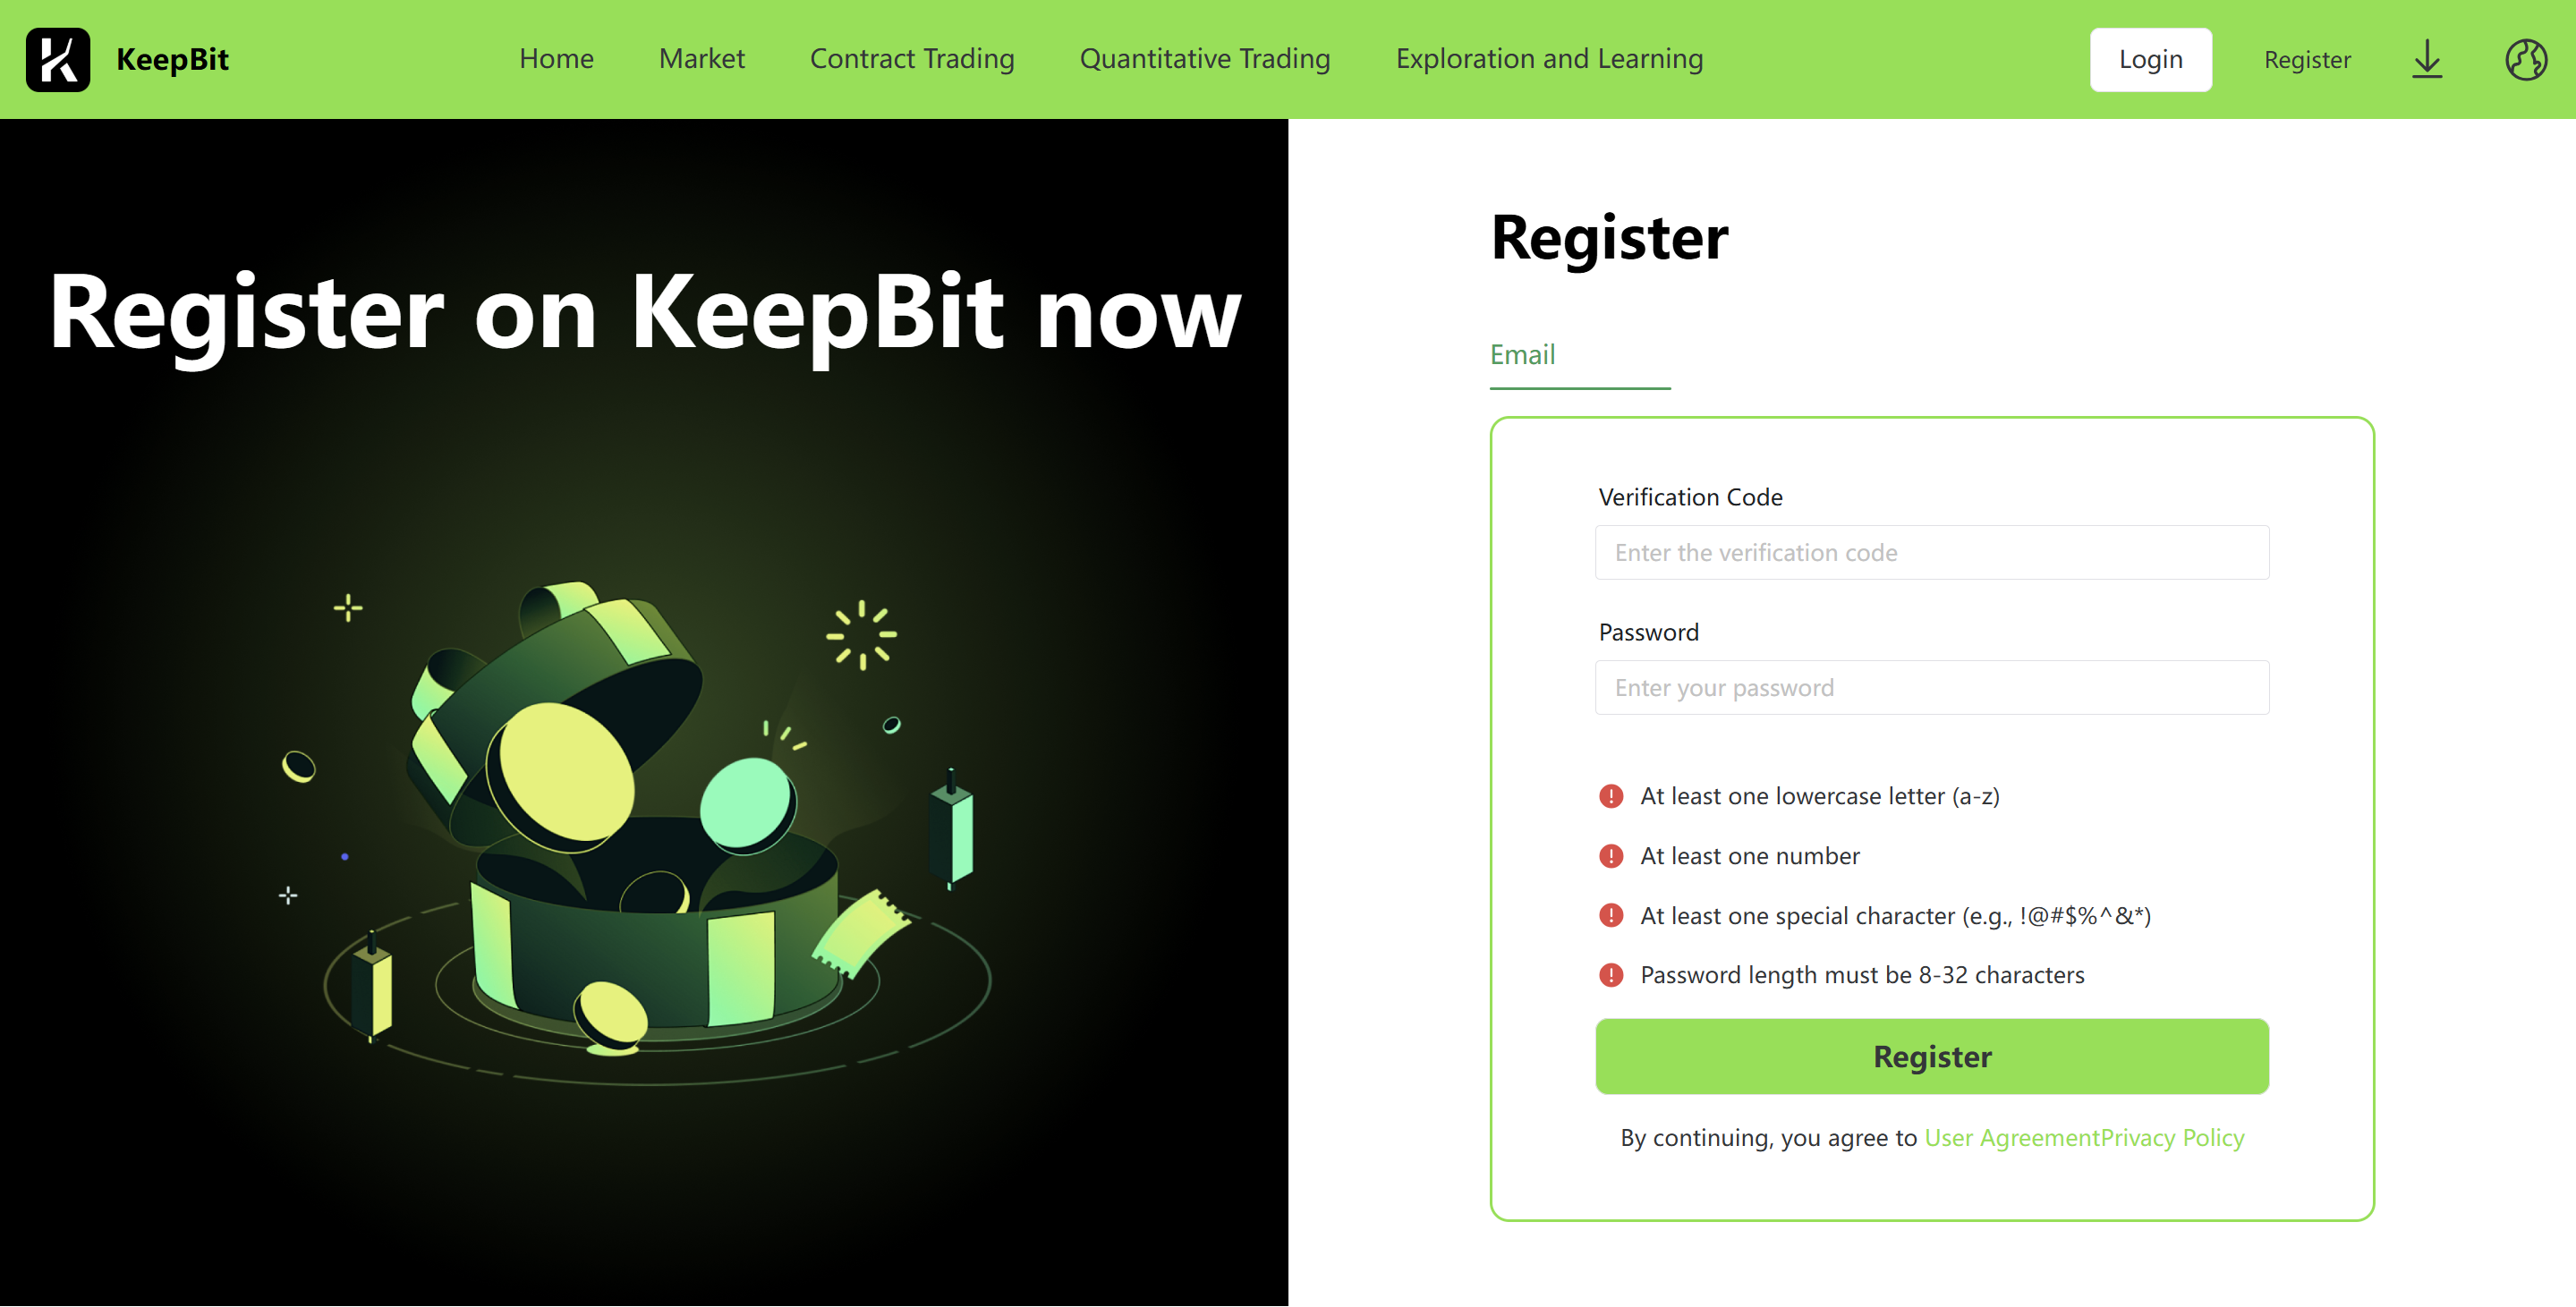 KeepBit
Home Market Contract Trading Quantitative Trading Exploration and Learning
Login Register
Register on KeepBit now
Register
Email
Verification Code
Enter the verification code
Password
Enter your password
At least one lowercase letter (a-z)
At least one number
At least one special character (e.g., !@#$%^&*)
Password length must be 8-32 characters
Register
By continuing, you agree to User AgreementPrivacy Policy